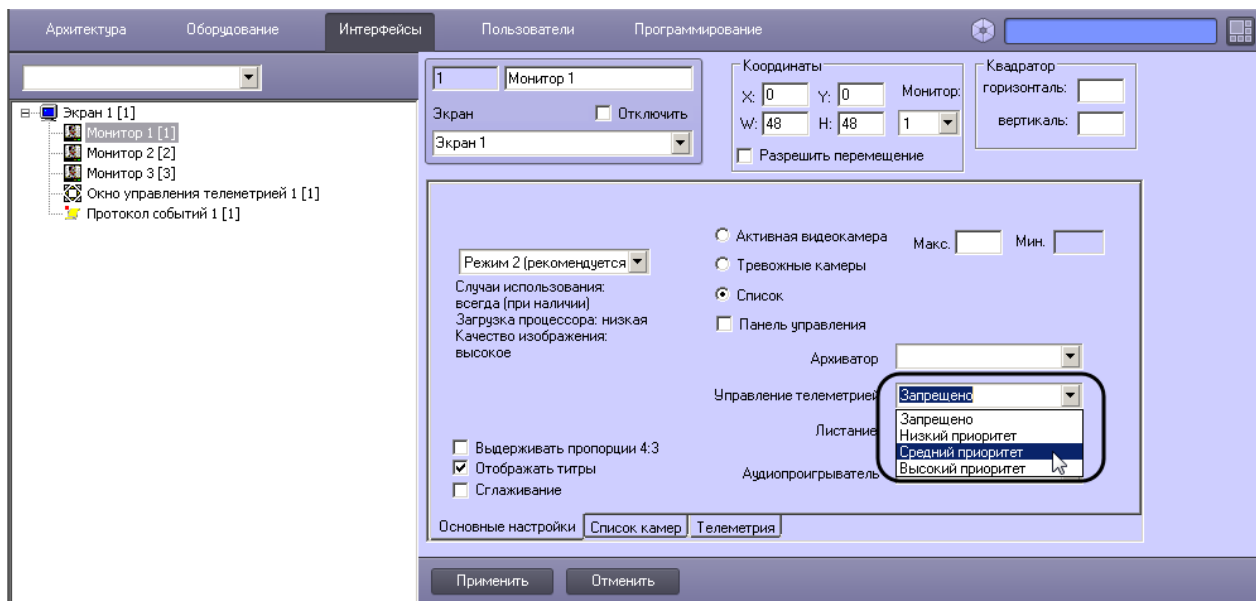 Архитектура Оборудование Интерфейсы Пользователи Программирование
Экран 1 [1]
Монитор 1 [1]
Монитор 2 [2]
Монитор 3 [3]
Окно управления телеметрией 1 [1]
Протокол событий 1 [1]
1 Монитор 1
Экран Отключить
Экран 1
Координаты
X: 0 Y: 0 Монитор:
W: 48 H: 48 1
Разрешить перемещение
Квадратор
горизонталь:
вертикаль:
Режим 2 (рекомендуется
Случаи использования:
всегда (при наличии)
Загрузка процессора: низкая
Качество изображения:
высокое
Выдерживать пропорции 4:3
Отображать титры
Сглаживание
Активная видеокамера Макс. Мин.
Тревожные камеры
Список
Панель управления
Архиватор
Управление телеметрией Запрещено
Запрещено
Низкий приоритет
Средний приоритет
Высокий приоритет
Листание
Аудиопроигрыватель
Основные настройки Список камер Телеметрия
Применить Отменить